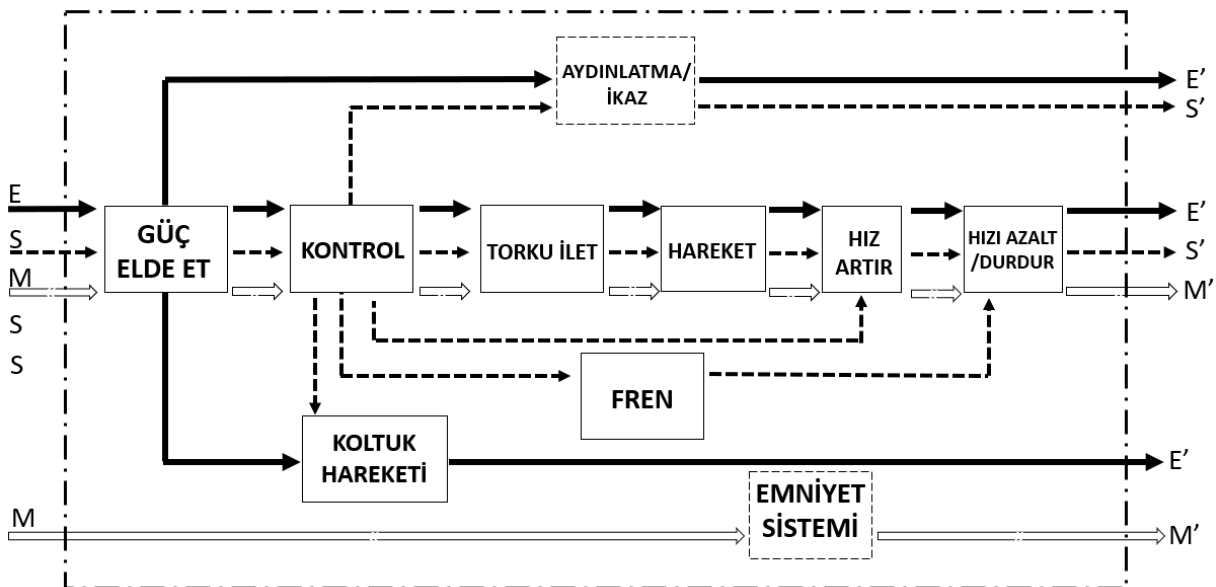 AYDINLATMA/
İKAZ
E’
S’
E
S
M
S
S
GÜÇ
ELDE ET
KONTROL
TORKU İLET
HAREKET
HIZ
ARTIR
HIZI AZALT
/DURDUR
E’
S’
M’
FREN
KOLTUK
HAREKETİ
E’
M
EMNİYET
SİSTEMİ
M’